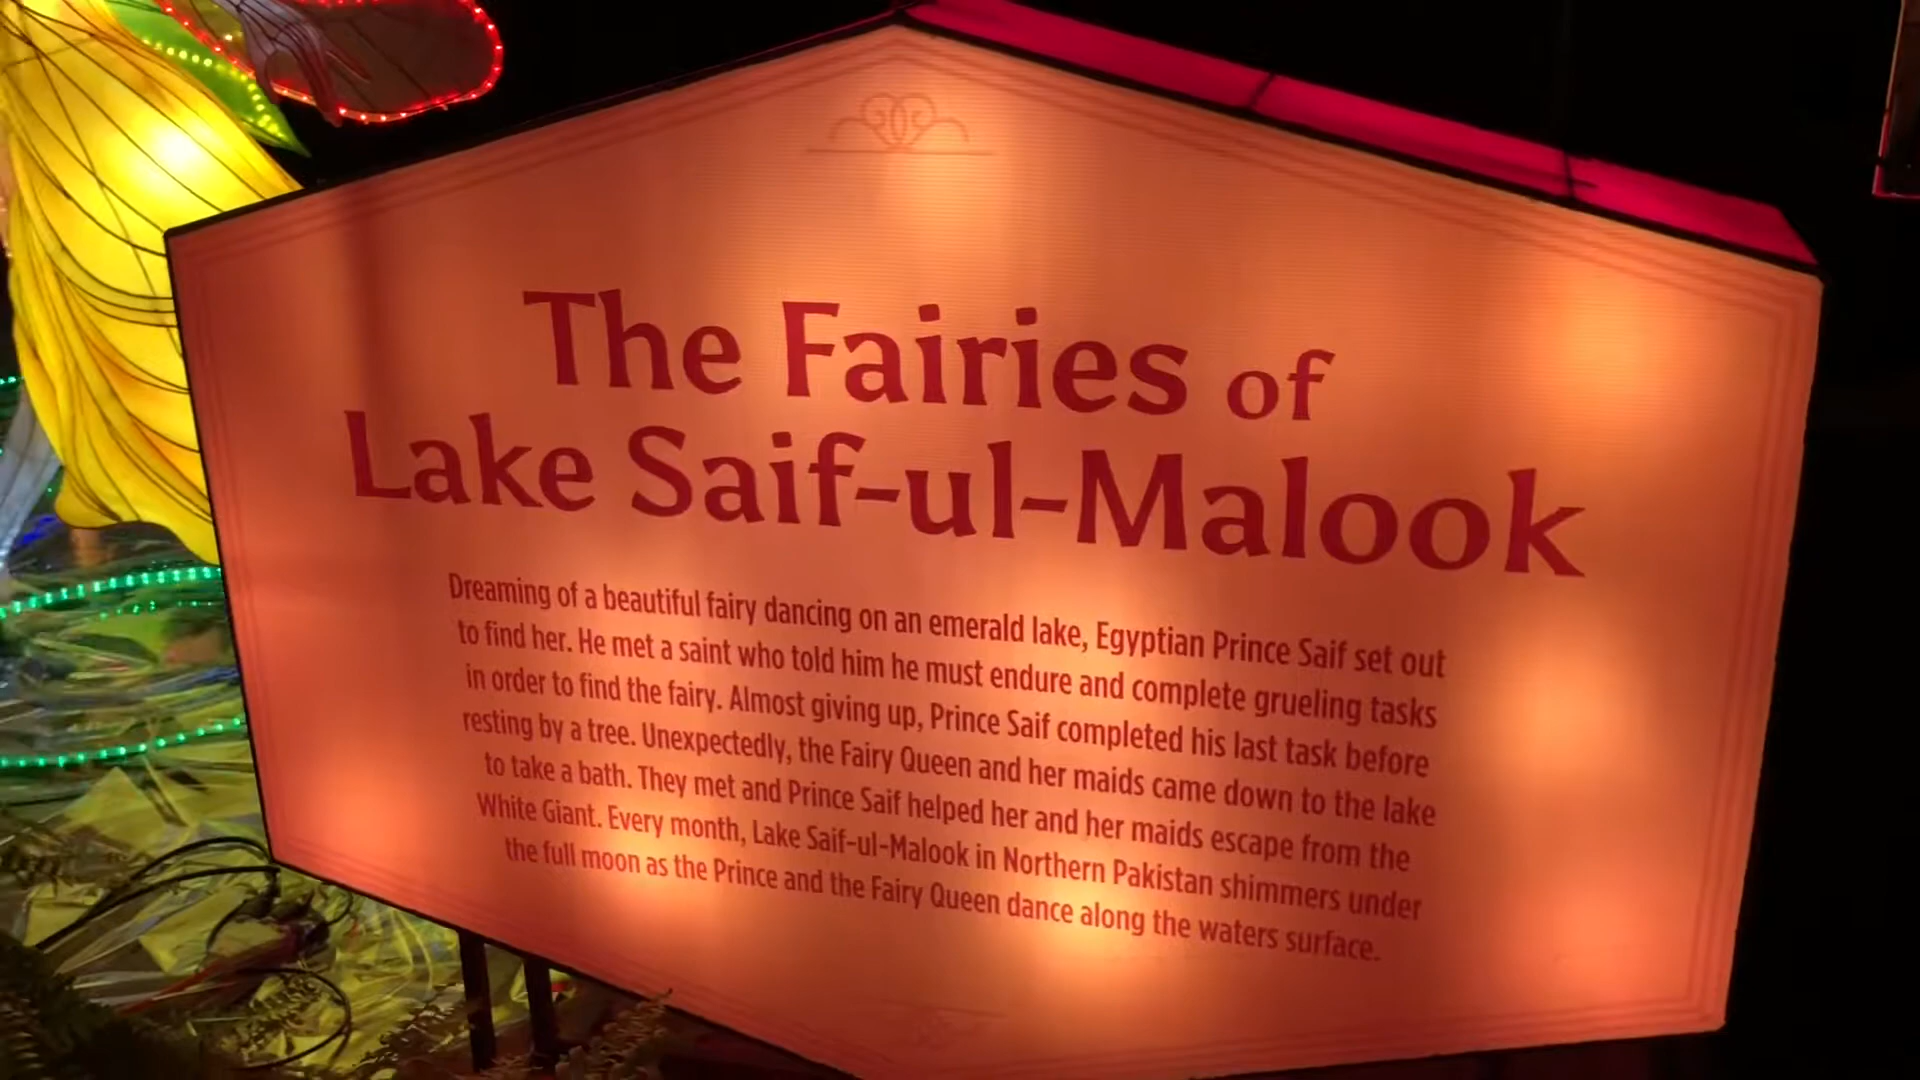 The Fairies of
Lake Saif-ul-Malook
Dreaming of a beautiful fairy dancing on an emerald lake, Egyptian Prince Saif set out
to find her. He met a saint who told him he must endure and complete grueling tasks
in order to find the fairy. Almost giving up, Prince Saif completed his last task before
resting by a tree. Unexpectedly, the Fairy Queen and her maids came down to the lake
to take a bath. They met and Prince Saif helped her and her maids escape from the
White Giant. Every month, Lake Saif-ul-Malook in Northern Pakistan shimmers under
the full moon as the Prince and the Fairy Queen dance along the waters surface.